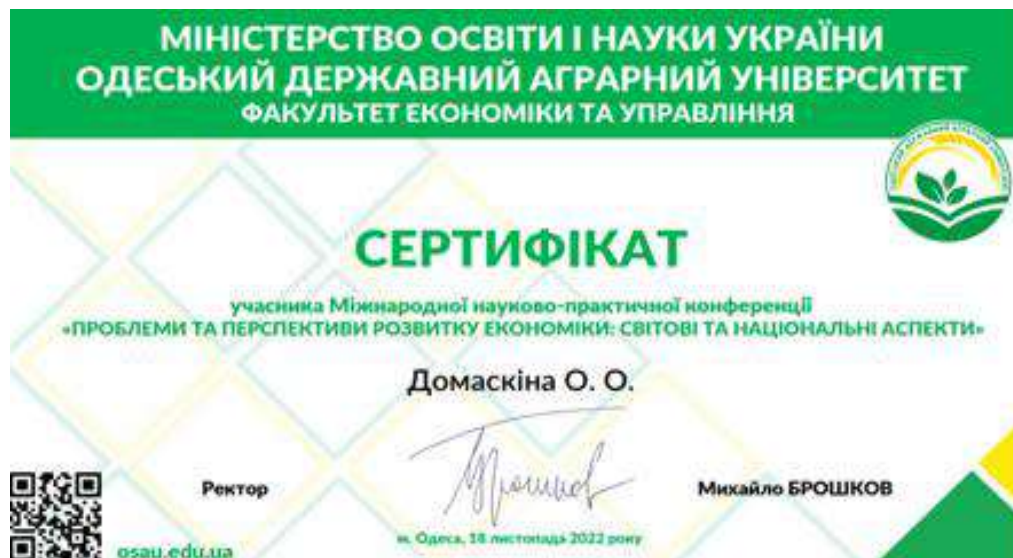 МІНІСТЕРСТВО ОСВІТИ І НАУКИ УКРАЇНИ
ОДЕСЬКИЙ ДЕРЖАВНИЙ АГРАРНИЙ УНІВЕРСИТЕТ
ФАКУЛЬТЕТ ЕКОНОМІКИ ТА УПРАВЛІННЯ
СЕРТИФІКАТ
учасника Міжнародної науково-практичної конференції
«ПРОБЛЕМИ ТА ПЕРСПЕКТИВИ РОЗВИТКУ ЕКОНОМІКИ: СВІТОВІ ТА НАЦІОНАЛЬНІ АСПЕКТИ»
Домаскіна О. О.
Ректор
Михайло БРОШКОВ
м. Одеса, 18 листопада 2022 року
osau.edu.ua